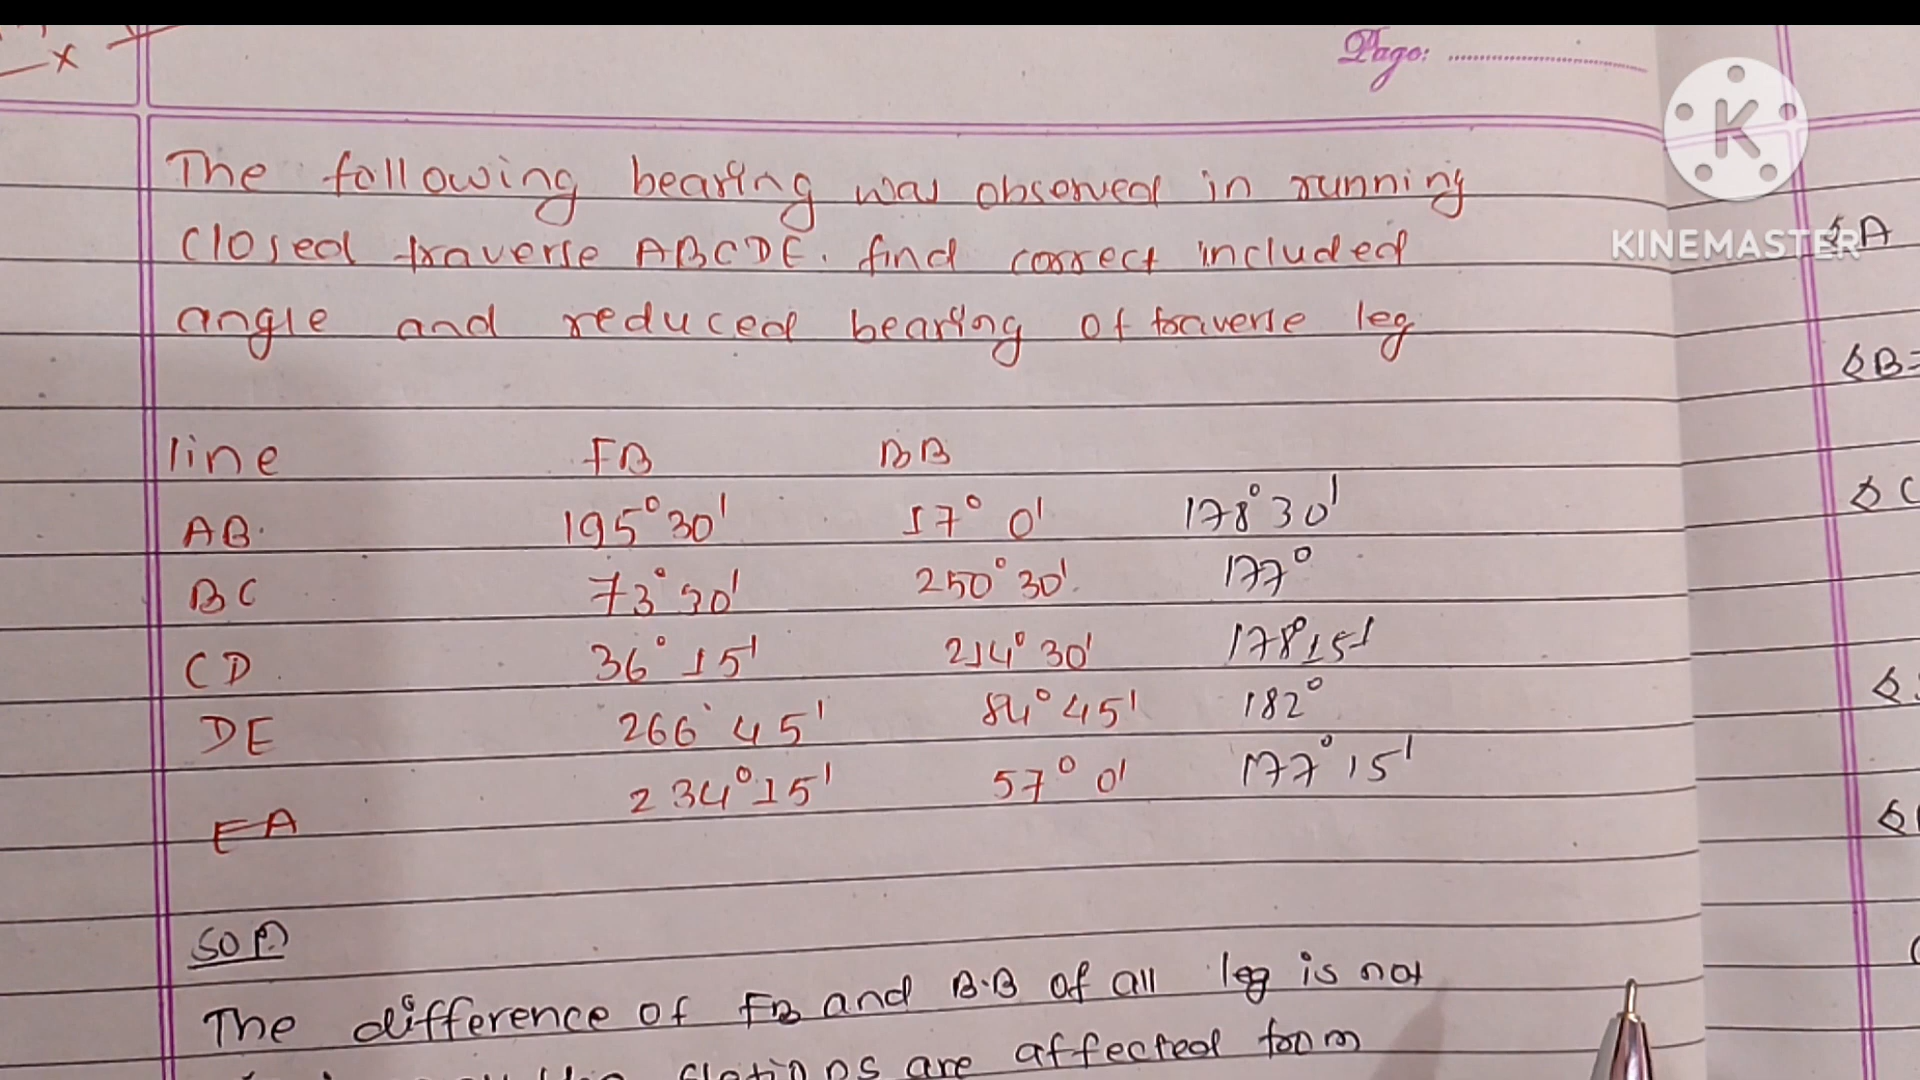 Page:
x
The following bearing was observed in running
closed traverse ABCDE. find correct included
angle and reduced bearing of traverse leg
line FB BB
AB. 195°30' 17° 0' 178°30'
BC 73°30' 250°30'. 177°
CD. 36°15' 214°30' 178°15'
DE 266°45' 84°45' 182°
EA 234°15' 57° 0' 177°15'
Soln
The difference of FB and B.B of all leg is not
are affected from
K
KINEMASTER
∠A
∠B=
∠C